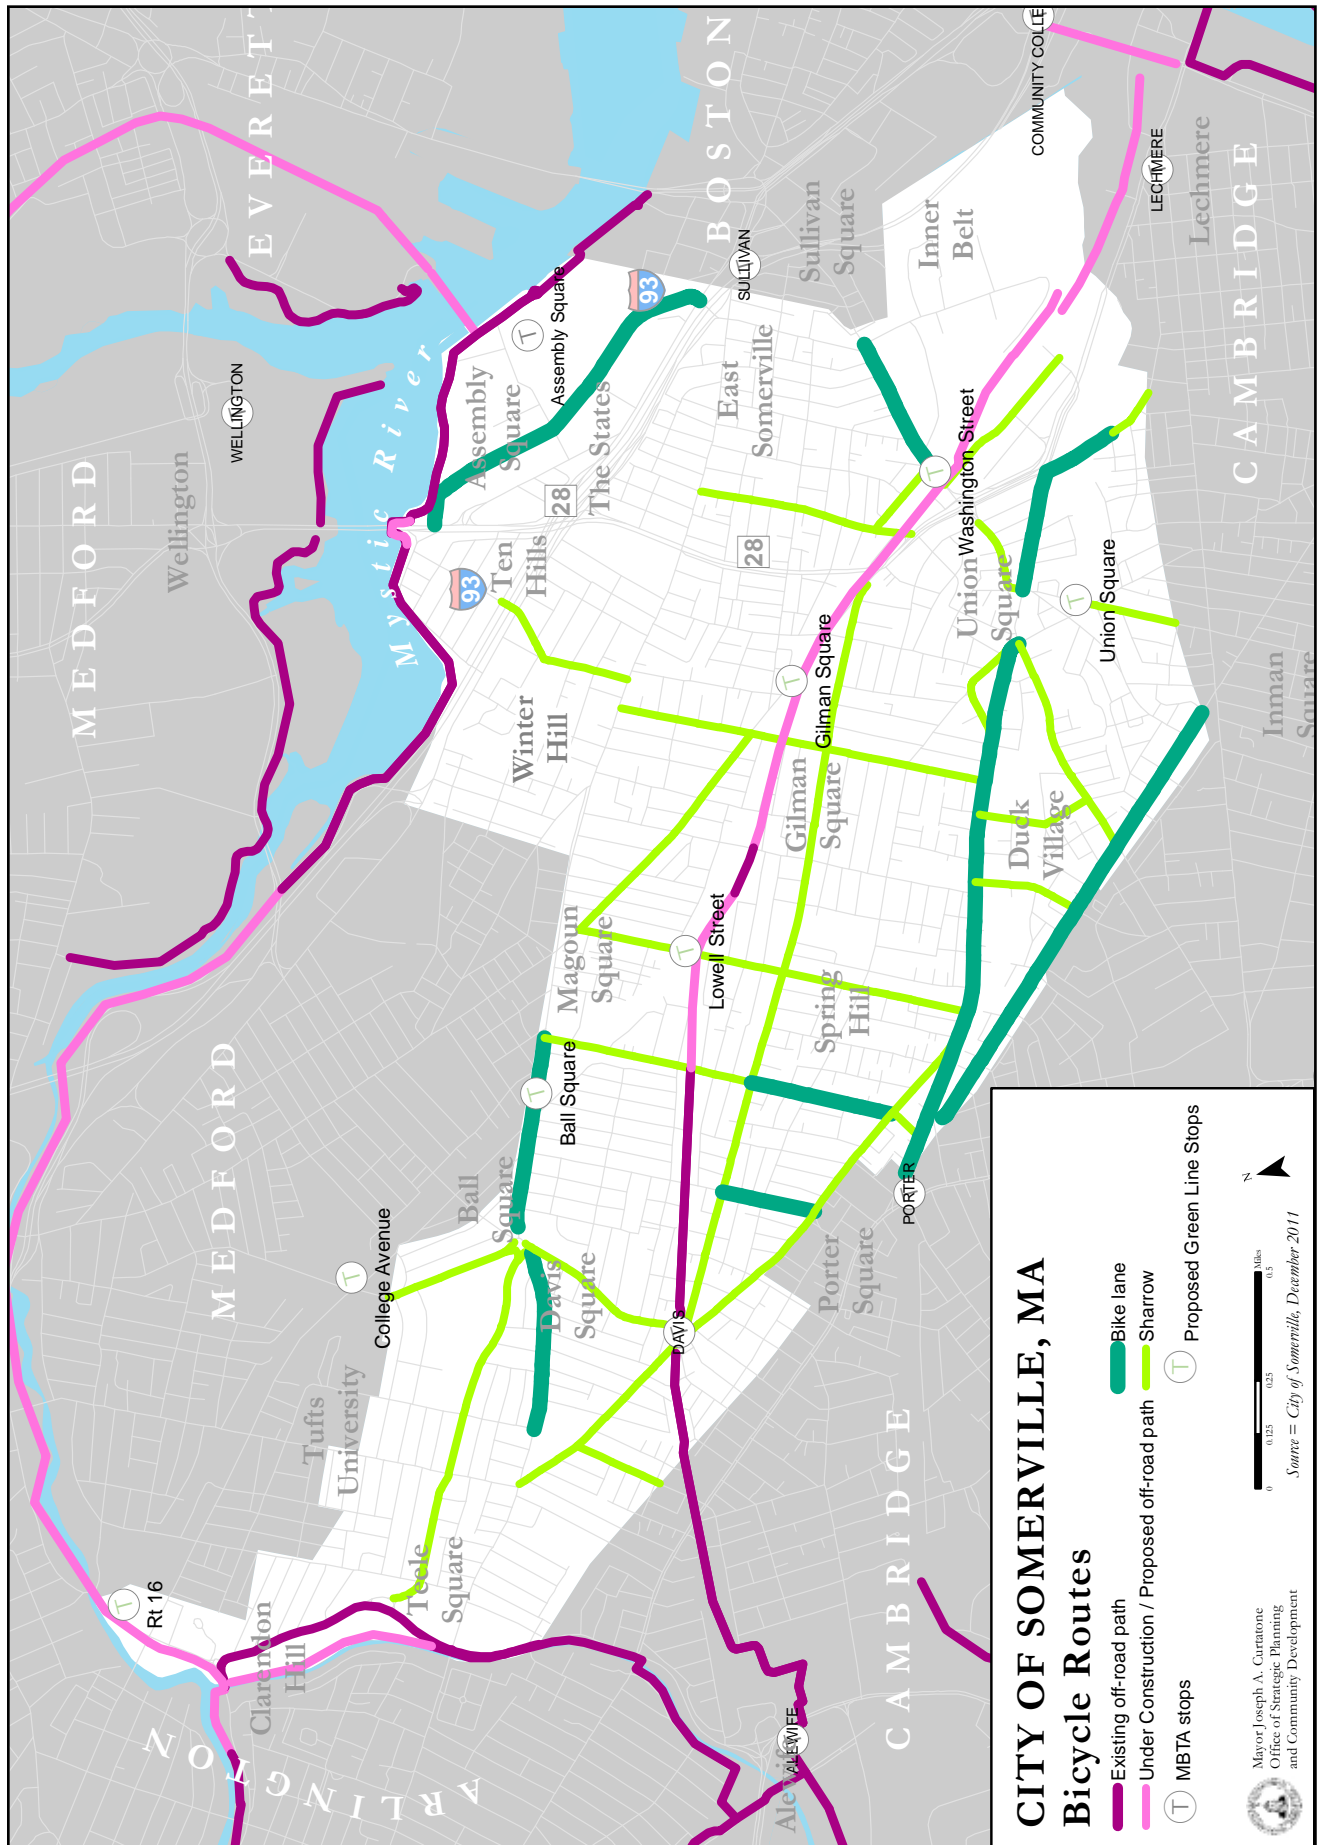 CITY OF SOMERVILLE, MA
Bicycle Routes
Existing off-road path
Bike lane
Under Construction / Proposed off-road path
Sharrow
MBTA stops
Proposed Green Line Stops
Mayor Joseph A. Curtatone
Office of Strategic Planning
and Community Development
0
0.125
0.25
0.5
Miles
N
Source = City of Somerville, December 2011
ARLINGTON
MEDFORD
MEDFORD
EVERET
BOSTON
CAMBRIDGE
CAMBRIDGE
Mystic River
Rt 16
Clarendon
Hill
Teele
Square
Tufts
University
College Avenue
Ball
Square
Ball Square
Davis
Square
DAVIS
Alewife
ALEWIFE
Porter
Square
PORTER
Magoun
Square
Lowell Street
Spring
Hill
Winter
Hill
Gilman
Square
Gilman Square
Duck
Village
Ten
Hills
93
28
The States
28
Assembly
Square
Assembly Square
93
Wellington
WELLINGTON
East
Somerville
SULLIVAN
Sullivan
Square
Inner
Belt
Washington Street
Union
Square
Union Square
Inman
Square
Lechmere
LECHMERE
COMMUNITY COLLE
T
T
T
T
T
T
T
T
T
T